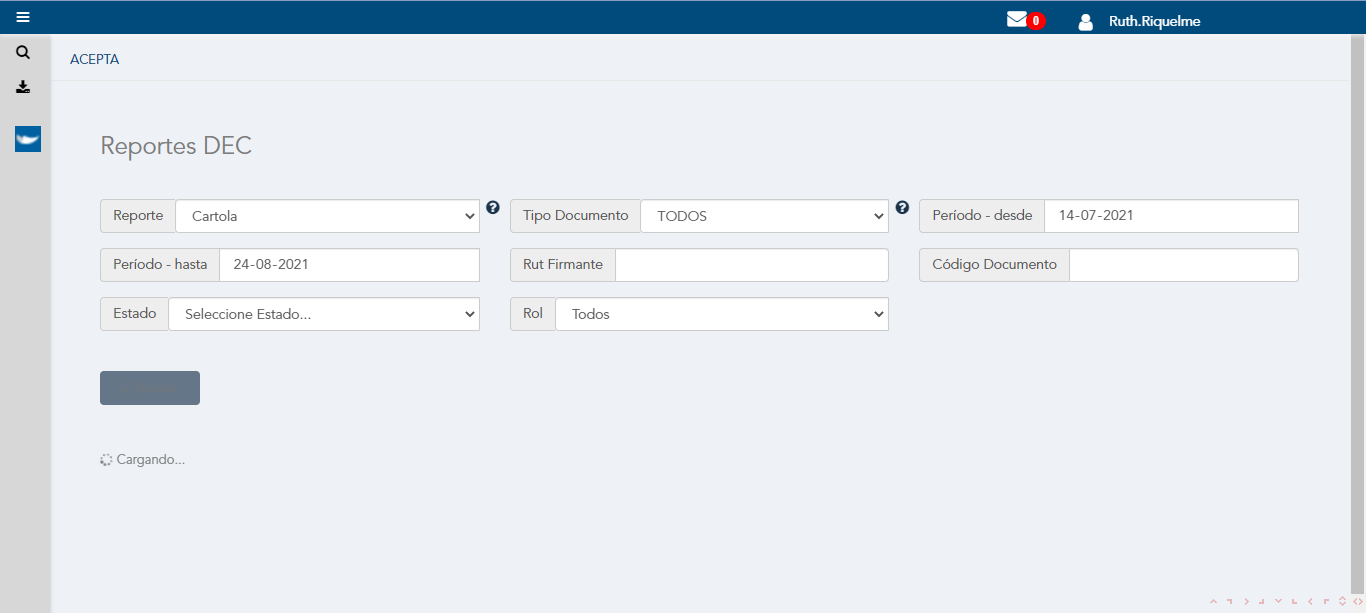 0
Ruth.Riquelme
ACEPTA
Reportes DEC
Reporte Cartola ? Tipo Documento TODOS ? Período - desde 14-07-2021
Período - hasta 24-08-2021 Rut Firmante Código Documento
Estado Seleccione Estado... Rol Todos
Cargando...